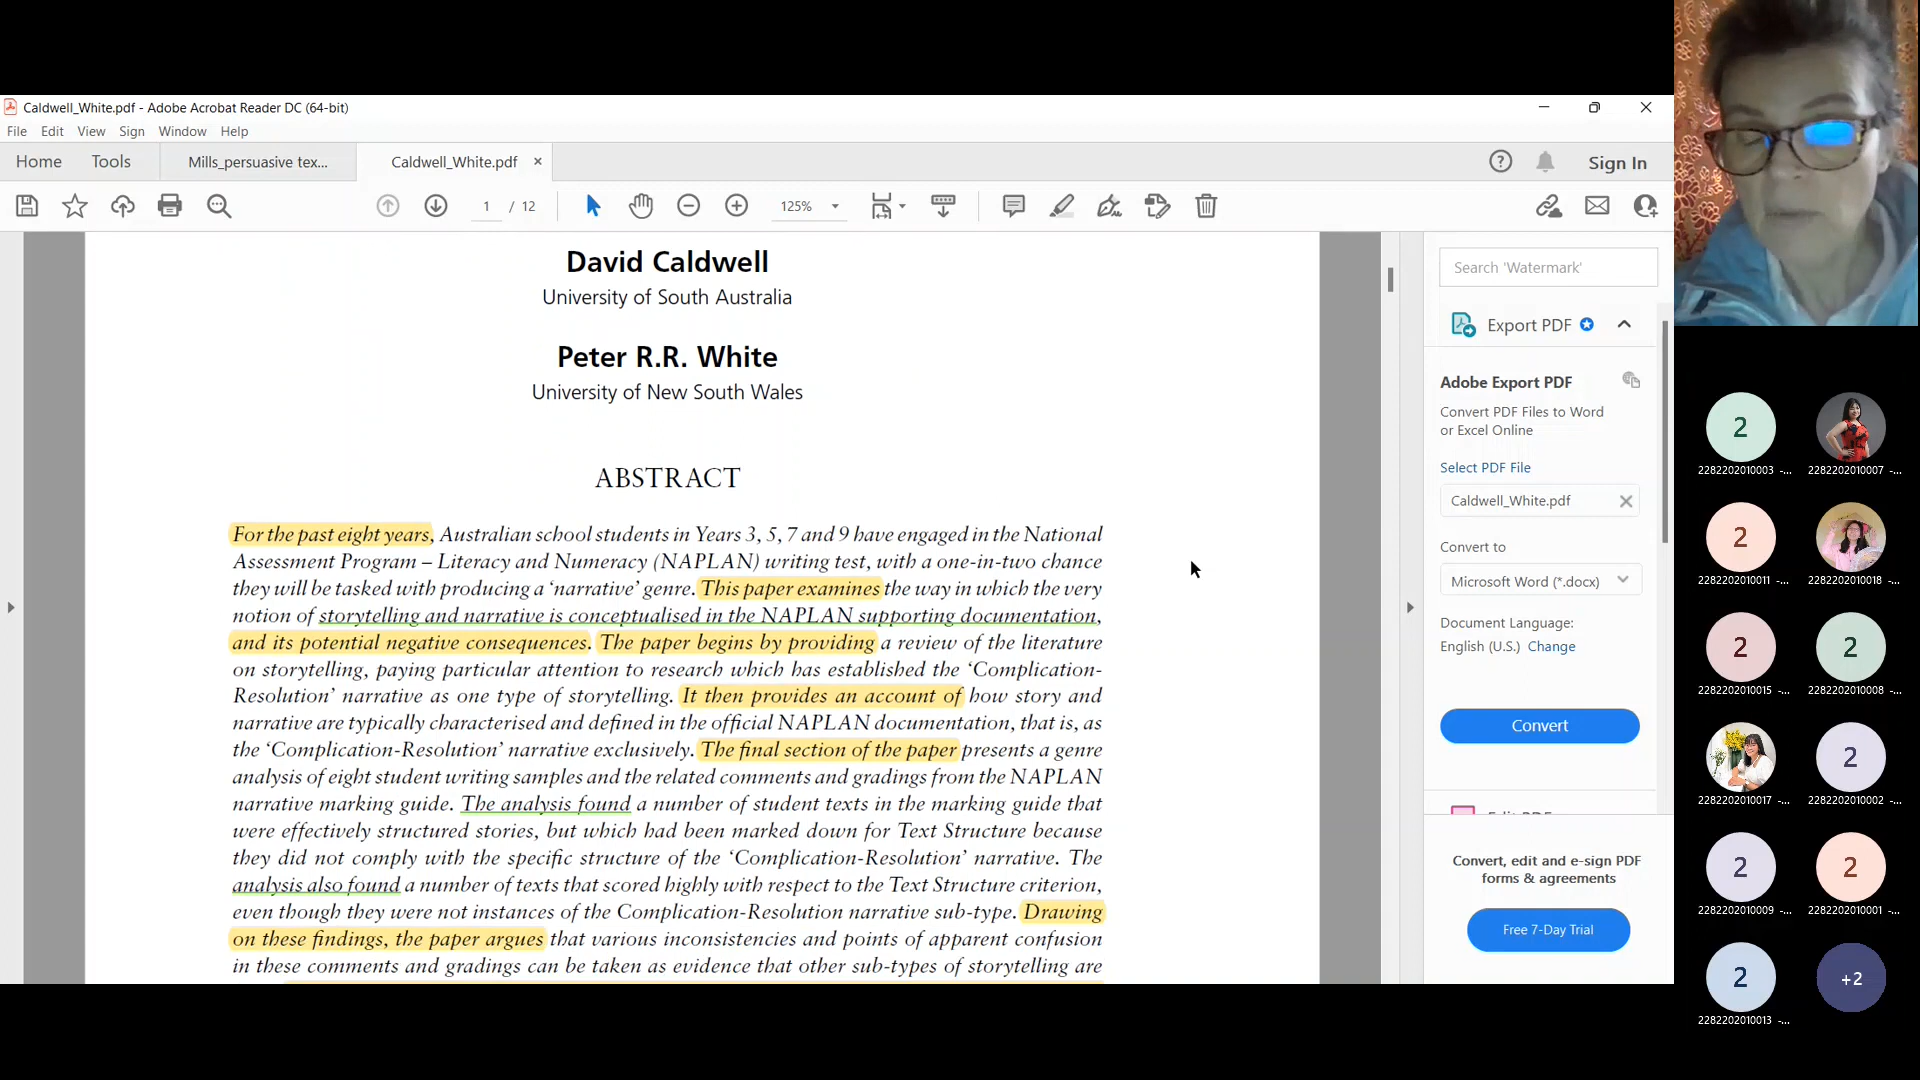 Caldwell_White.pdf - Adobe Acrobat Reader DC (64-bit)
File Edit View Sign Window Help
Home Tools Mills_persuasive tex... Caldwell_White.pdf × Sign In
1 / 12 125%
David Caldwell
University of South Australia
Peter R.R. White
University of New South Wales
ABSTRACT
For the past eight years, Australian school students in Years 3, 5, 7 and 9 have engaged in the National
Assessment Program – Literacy and Numeracy (NAPLAN) writing test, with a one-in-two chance
they will be tasked with producing a ‘narrative’ genre. This paper examines the way in which the very
notion of storytelling and narrative is conceptualised in the NAPLAN supporting documentation,
and its potential negative consequences. The paper begins by providing a review of the literature
on storytelling, paying particular attention to research which has established the ‘Complication-
Resolution’ narrative as one type of storytelling. It then provides an account of how story and
narrative are typically characterised and defined in the official NAPLAN documentation, that is, as
the ‘Complication-Resolution’ narrative exclusively. The final section of the paper presents a genre
analysis of eight student writing samples and the related comments and gradings from the NAPLAN
narrative marking guide. The analysis found a number of student texts in the marking guide that
were effectively structured stories, but which had been marked down for Text Structure because
they did not comply with the specific structure of the ‘Complication-Resolution’ narrative. The
analysis also found a number of texts that scored highly with respect to the Text Structure criterion,
even though they were not instances of the Complication-Resolution narrative sub-type. Drawing
on these findings, the paper argues that various inconsistencies and points of apparent confusion
in these comments and gradings can be taken as evidence that other sub-types of storytelling are
Search 'Watermark'
Export PDF
Adobe Export PDF
Convert PDF Files to Word
or Excel Online
Select PDF File
Caldwell_White.pdf
Convert to
Microsoft Word (*.docx)
Document Language:
English (U.S.) Change
Convert
Edit PDF
Convert, edit and e-sign PDF
forms & agreements
Free 7-Day Trial
2
2282202010003 -... 2282202010007 -...
2
2282202010011 -... 2282202010018 -...
2 2
2282202010015 -... 2282202010008 -...
2
2282202010017 -... 2282202010002 -...
2 2
2282202010009 -... 2282202010001 -...
2 +2
2282202010013 -...